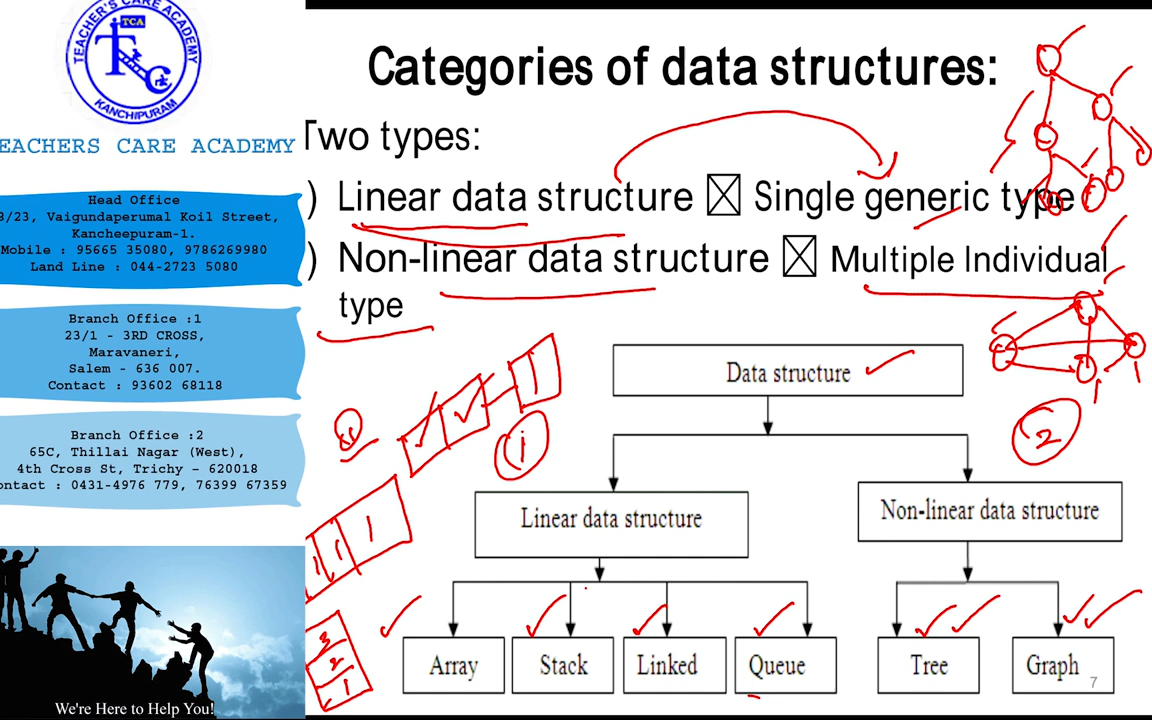 TEACHER'S CARE ACADEMY
TCA
KANCHIPURAM
EACHERS CARE ACADEMY
Head Office
3/23, Vaigundaperumal Koil Street,
Kancheepuram-1.
Mobile : 95665 35080, 9786269980
Land Line : 044-2723 5080
Branch Office :1
23/1 - 3RD CROSS,
Maravaneri,
Salem - 636 007.
Contact : 93602 68118
Branch Office :2
65C, Thillai Nagar (West),
4th Cross St, Trichy – 620018
ontact : 0431-4976 779, 76399 67359
We're Here to Help You!
Categories of data structures:
Two types:
) Linear data structure ☒ Single generic type
) Non-linear data structure ☒ Multiple Individual
type
Data structure
1
2
Linear data structure
Non-linear data structure
3
2
1
Array Stack Linked Queue Tree Graph
7